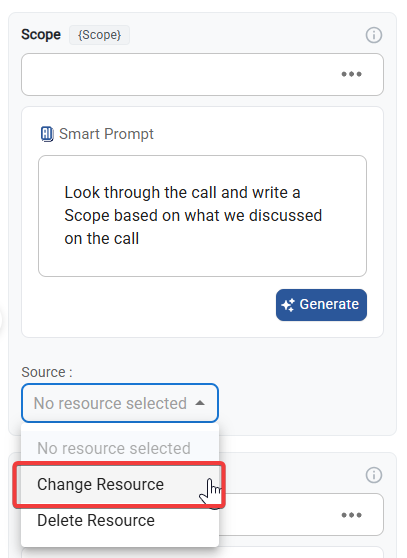 Scope {Scope}
•••
Smart Prompt
Look through the call and write a
Scope based on what we discussed
on the call
Generate
Source :
No resource selected
No resource selected
Change Resource
•••
Delete Resource